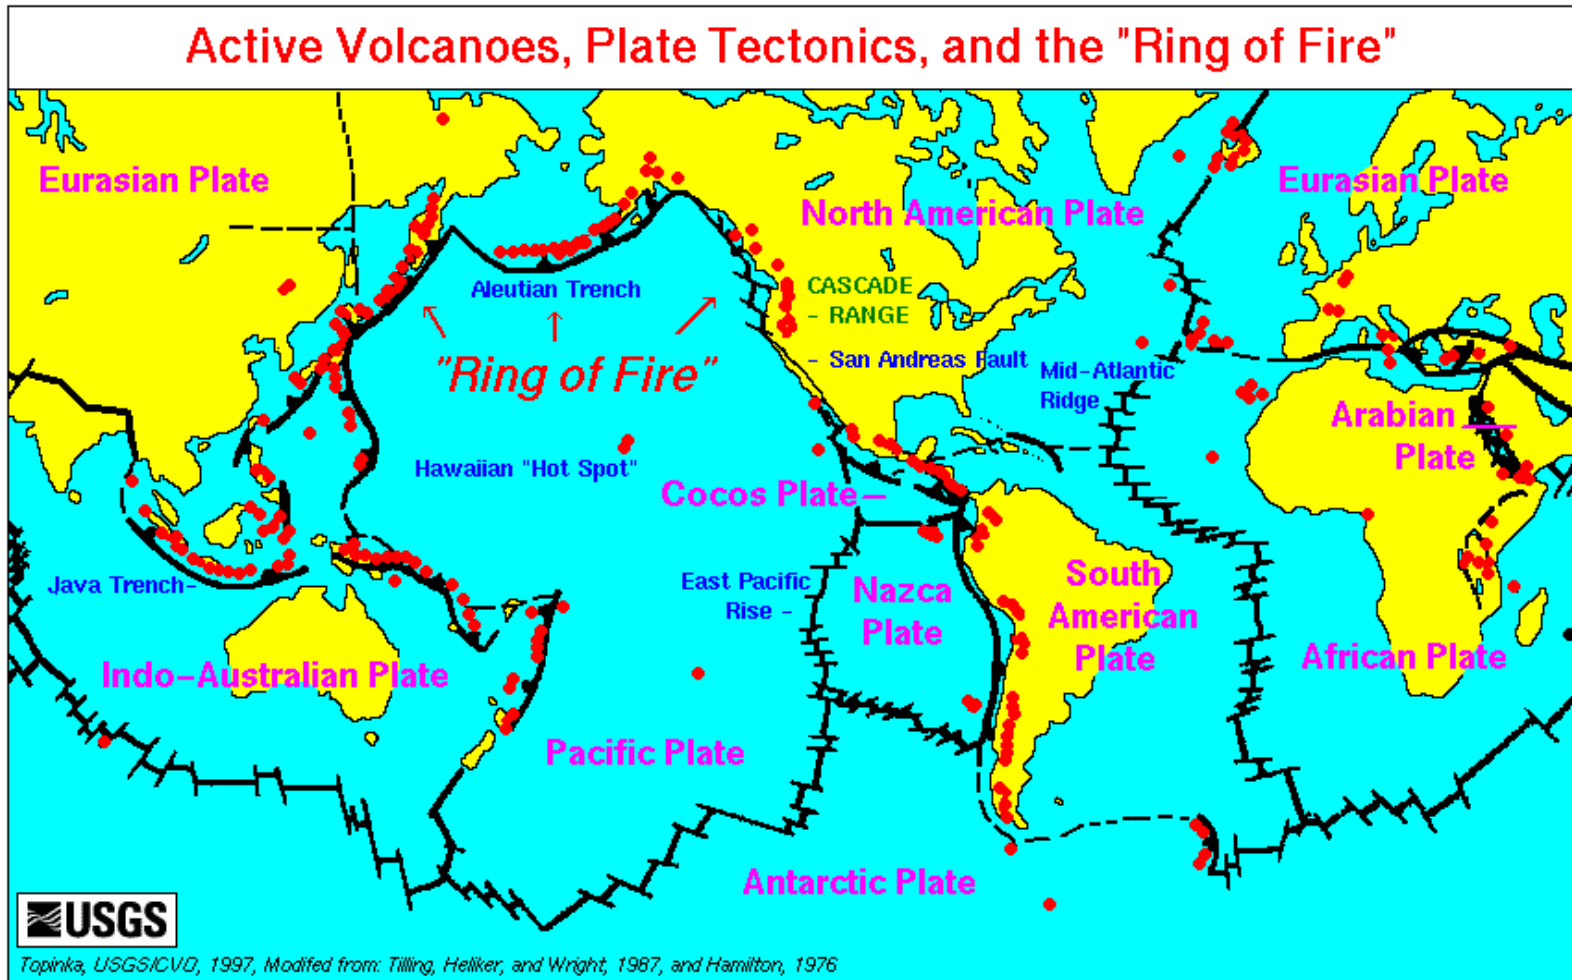 Active Volcanoes, Plate Tectonics, and the "Ring of Fire"
Eurasian Plate
North American Plate
Eurasian Plate
Aleutian Trench
CASCADE
- RANGE
"Ring of Fire"
- San Andreas Fault
Mid-Atlantic
Ridge
Arabian
Plate
Hawaiian "Hot Spot"
Cocos Plate
Java Trench-
East Pacific
Rise -
Nazca
Plate
South
American
Plate
African Plate
Indo-Australian Plate
Pacific Plate
Antarctic Plate
USGS
Topinka, USGS/CVO, 1997, Modifed from: Tilling, Heliker, and Wright, 1987, and Hamilton, 1976